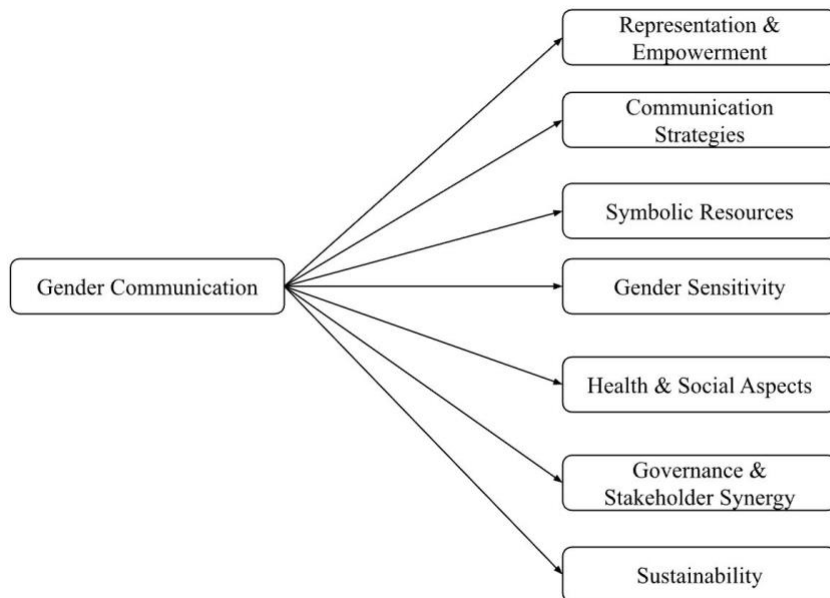 Representation &
Empowerment
Communication
Strategies
Symbolic Resources
Gender Communication
Gender Sensitivity
Health & Social Aspects
Governance &
Stakeholder Synergy
Sustainability